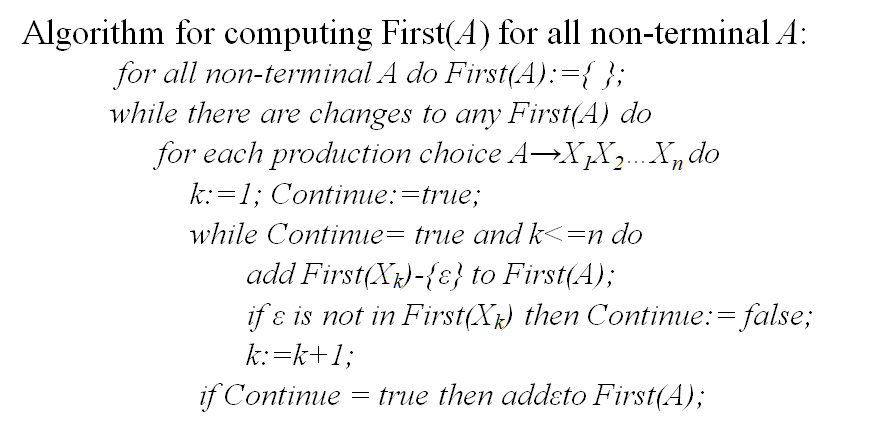 Algorithm for computing First(A) for all non-terminal A:
for all non-terminal A do First(A):={ };
while there are changes to any First(A) do
for each production choice A→X₁X₂...Xₙ do
k:=1; Continue:=true;
while Continue= true and k<=n do
add First(Xₖ)-{ε} to First(A);
if ε is not in First(Xₖ) then Continue:= false;
k:=k+1;
if Continue = true then addεto First(A);